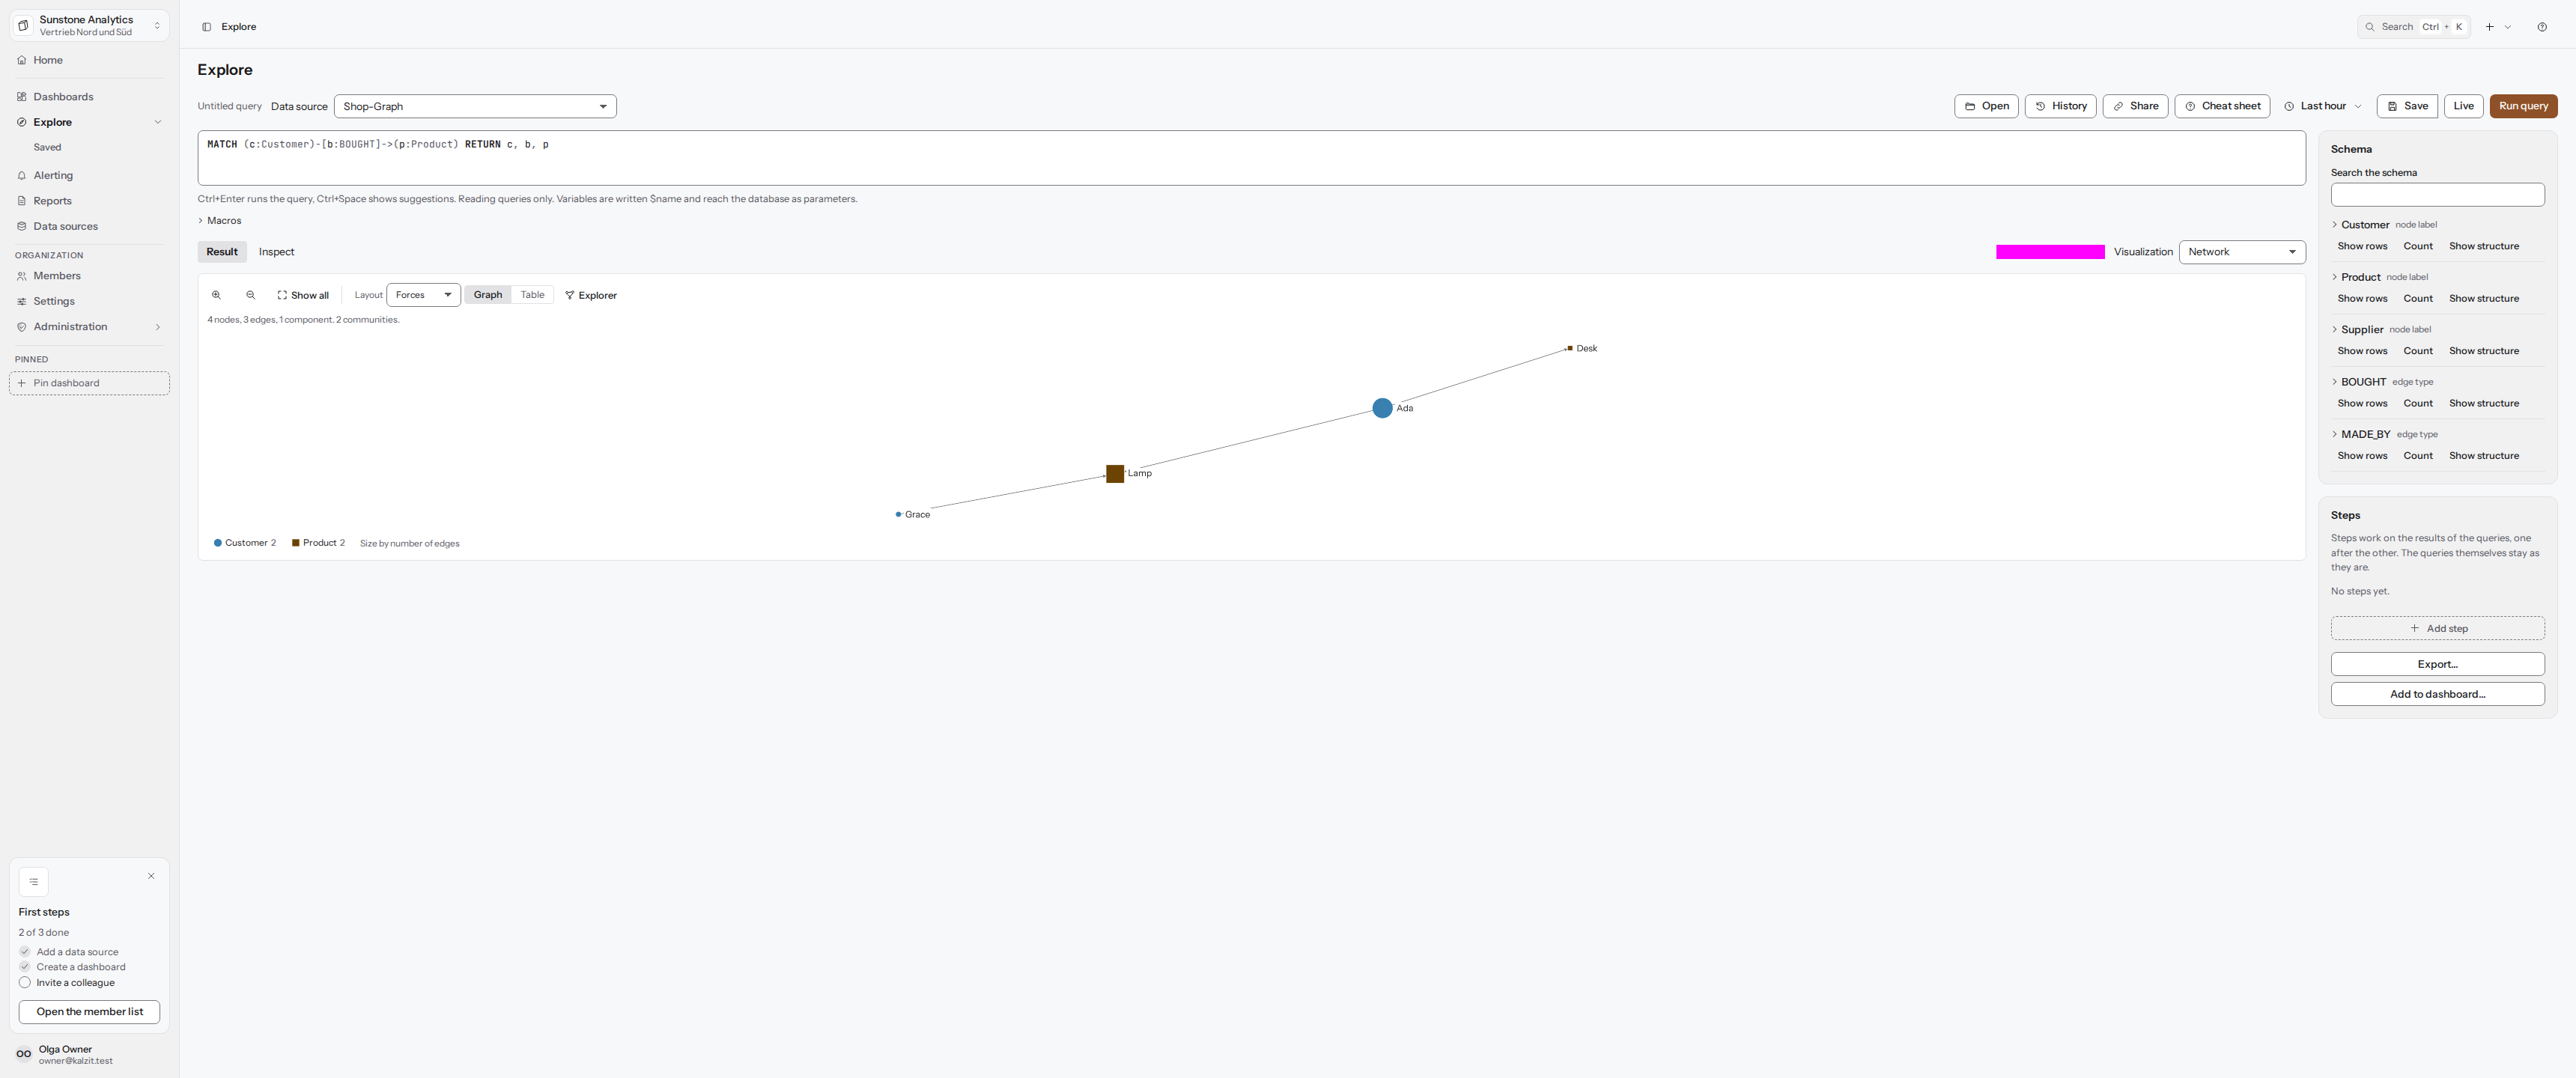 Sunstone Analytics
Vertrieb Nord und Süd
Home
Dashboards
Explore
Saved
Alerting
Reports
Data sources
ORGANIZATION
Members
Settings
Administration
PINNED
Pin dashboard
First steps
2 of 3 done
Add a data source
Create a dashboard
Invite a colleague
Open the member list
OO
Olga Owner
owner@kalzit.test
Explore
Search Ctrl + K
Explore
Untitled query Data source Shop-Graph
Open History Share Cheat sheet Last hour Save Live Run query
MATCH (c:Customer)-[b:BOUGHT]->(p:Product) RETURN c, b, p
Ctrl+Enter runs the query, Ctrl+Space shows suggestions. Reading queries only. Variables are written $name and reach the database as parameters.
Macros
Result Inspect
Visualization Network
Show all Layout Forces Graph Table Explorer
4 nodes, 3 edges, 1 component. 2 communities.
Desk
Ada
Lamp
Grace
Customer 2 Product 2 Size by number of edges
Schema
Search the schema
Customer node label
Show rows Count Show structure
Product node label
Show rows Count Show structure
Supplier node label
Show rows Count Show structure
BOUGHT edge type
Show rows Count Show structure
MADE_BY edge type
Show rows Count Show structure
Steps
Steps work on the results of the queries, one
after the other. The queries themselves stay as
they are.
No steps yet.
Add step
Export...
Add to dashboard...